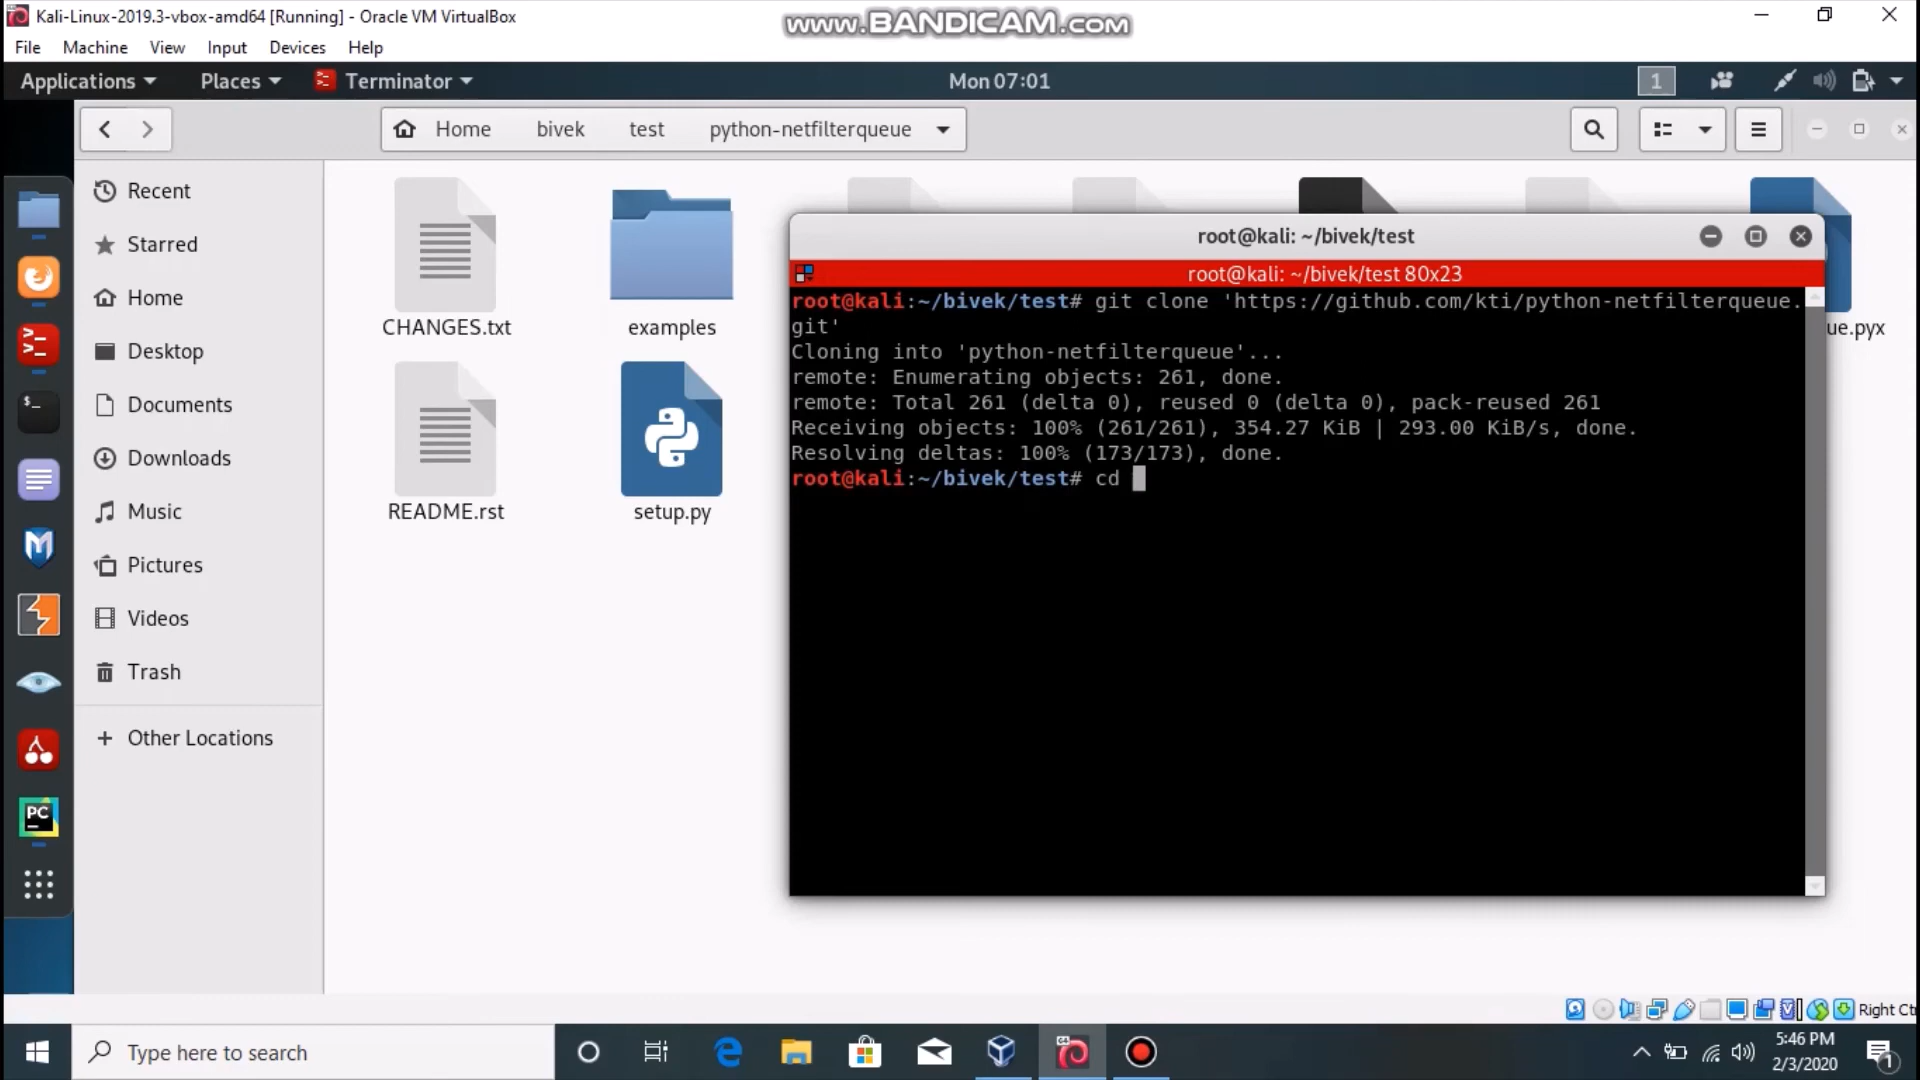 Kali-Linux-2019.3-vbox-amd64 [Running] - Oracle VM VirtualBox
www.BANDICAM.com
File Machine View Input Devices Help
Applications Places Terminator Mon 07:01 1
Home bivek test python-netfilterqueue
Recent
Starred
Home
Desktop
Documents
Downloads
Music
Pictures
Videos
Trash
+ Other Locations
CHANGES.txt
examples
ue.pyx
README.rst
setup.py
root@kali: ~/bivek/test
root@kali: ~/bivek/test 80x23
root@kali:~/bivek/test# git clone 'https://github.com/kti/python-netfilterqueue.
git'
Cloning into 'python-netfilterqueue'...
remote: Enumerating objects: 261, done.
remote: Total 261 (delta 0), reused 0 (delta 0), pack-reused 261
Receiving objects: 100% (261/261), 354.27 KiB | 293.00 KiB/s, done.
Resolving deltas: 100% (173/173), done.
root@kali:~/bivek/test# cd
$_
PC
Right Ct
Type here to search
5:46 PM
2/3/2020
1